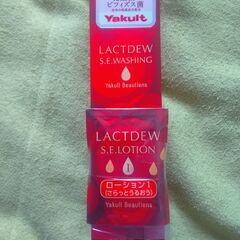 ビフィズス菌
Yakult
LACTDEW
S.E.WASHING
Yakult Beautiens
LACTDEW
S.E.LOTION
I
ローション1
(さらっとうるおう)
Yakult Beautiens